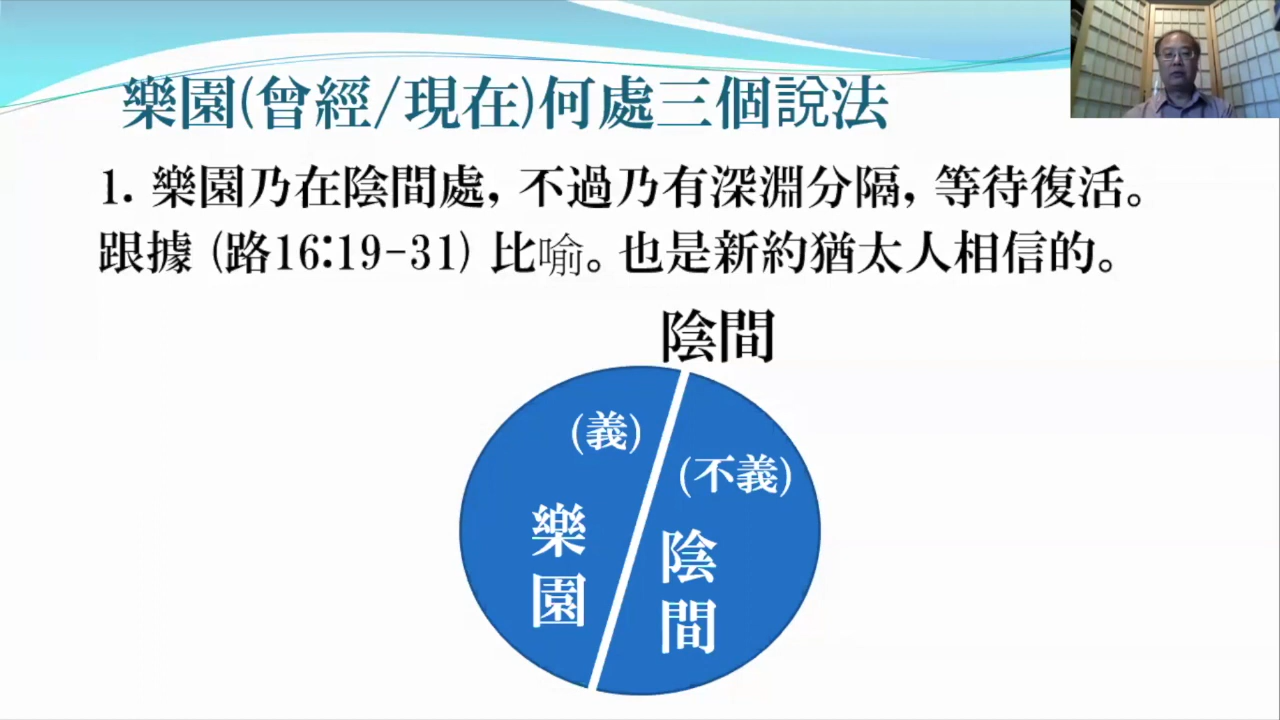 樂園(曾經/現在)何處三個說法
1. 樂園乃在陰間處, 不過乃有深淵分隔, 等待復活。
跟據 (路16:19-31) 比喻。也是新約猶太人相信的。
陰間
(義)
(不義)
樂園
陰間